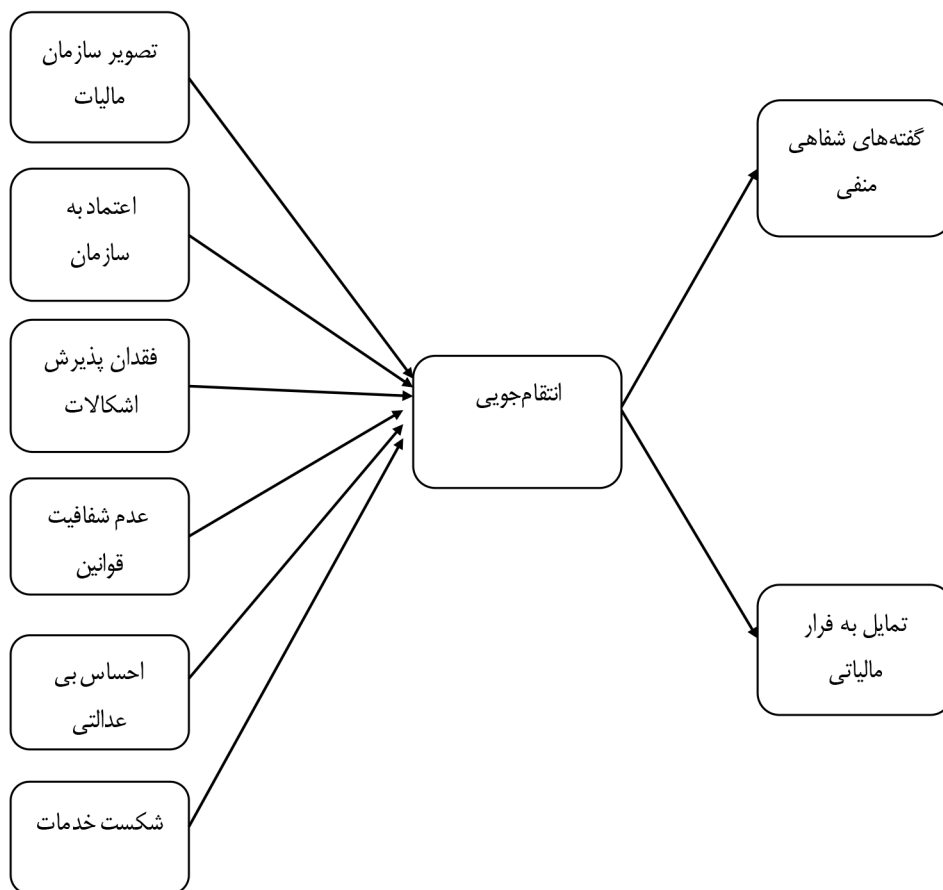 تصویر سازمان
مالیات
اعتماد به
سازمان
فقدان پذیرش
اشکالات
عدم شفافیت
قوانین
احساس بی
عدالتی
شکست خدمات
انتقام‌جویی
گفته‌های شفاهی
منفی
تمایل به فرار
مالیاتی